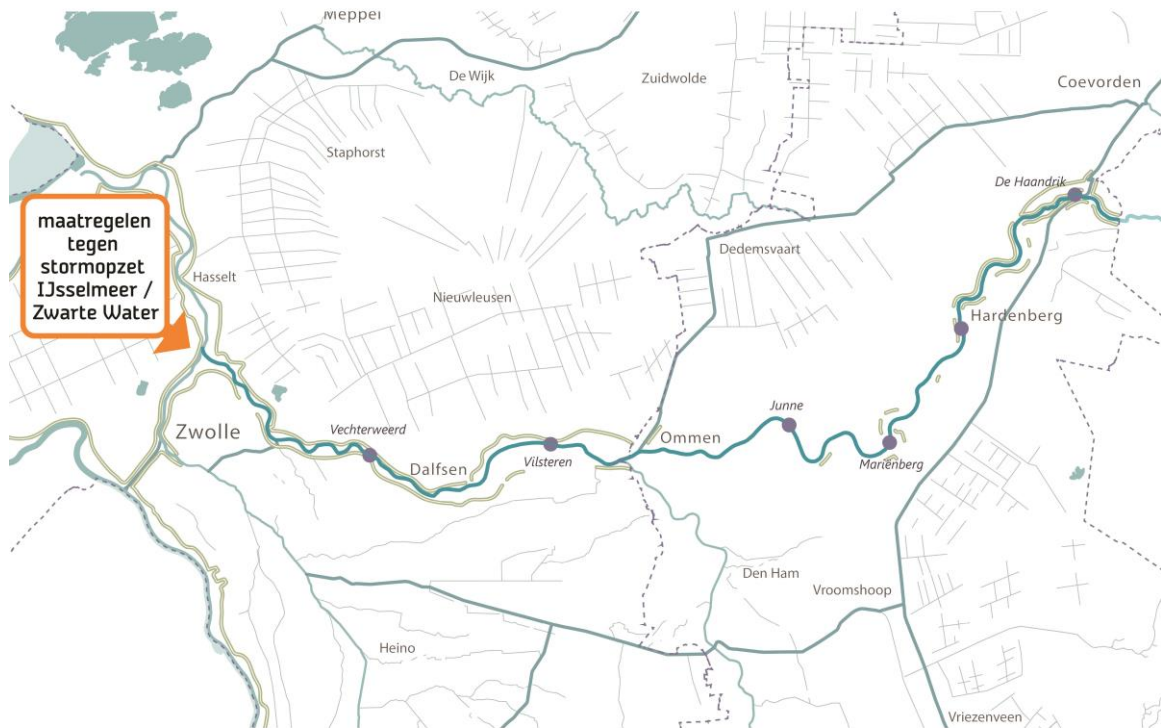 Meppel
De Wijk
Zuidwolde
Coevorden
Staphorst
De Haandrik
maatregelen
tegen
stormopzet
IJsselmeer /
Zwarte Water
Hasselt
Dedemsvaart
Nieuwleusen
Hardenberg
Junne
Zwolle
Vechterweerd
Ommen
Dalfsen
Vilsteren
Mariënberg
Den Ham
Vroomshoop
Heino
Vriezenveen